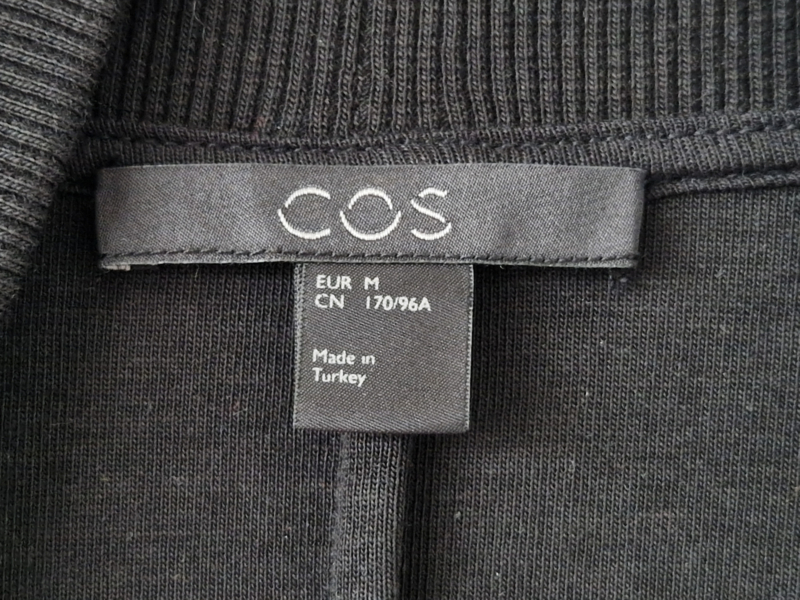 COS
EUR M
CN 170/96A
Made in
Turkey